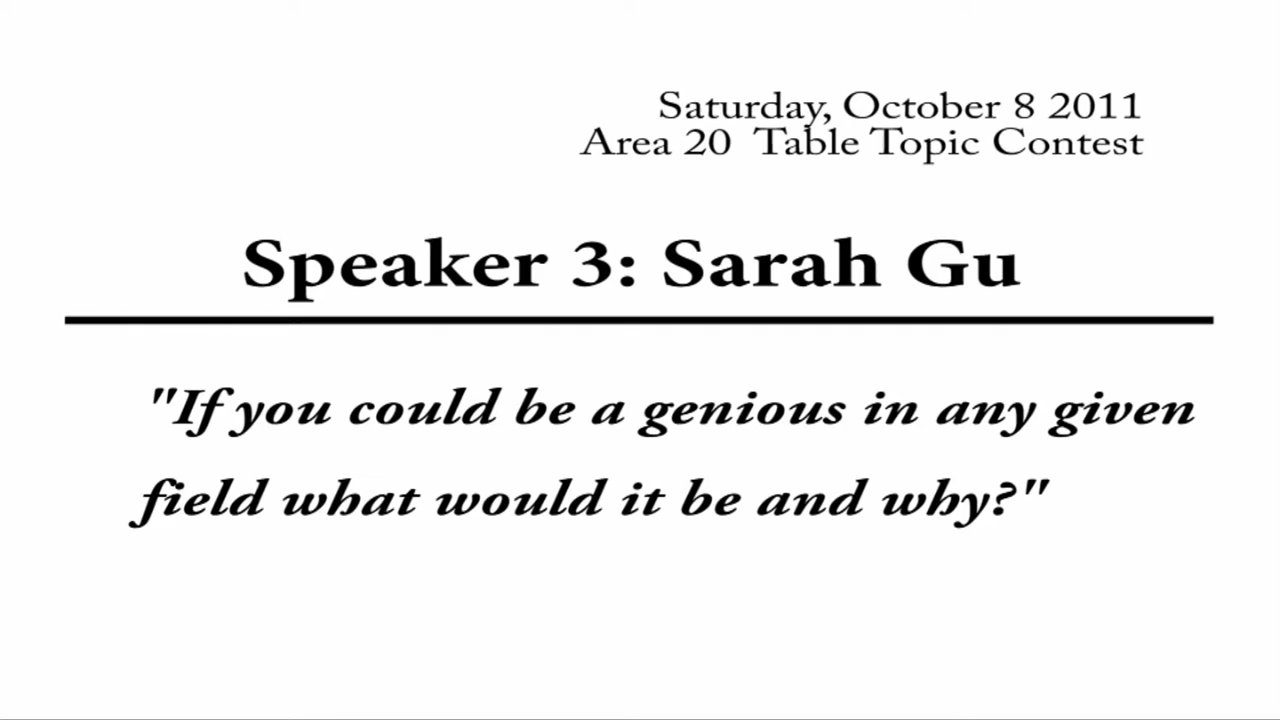 Saturday, October 8 2011
Area 20 Table Topic Contest
Speaker 3: Sarah Gu
"If you could be a genious in any given
field what would it be and why?"